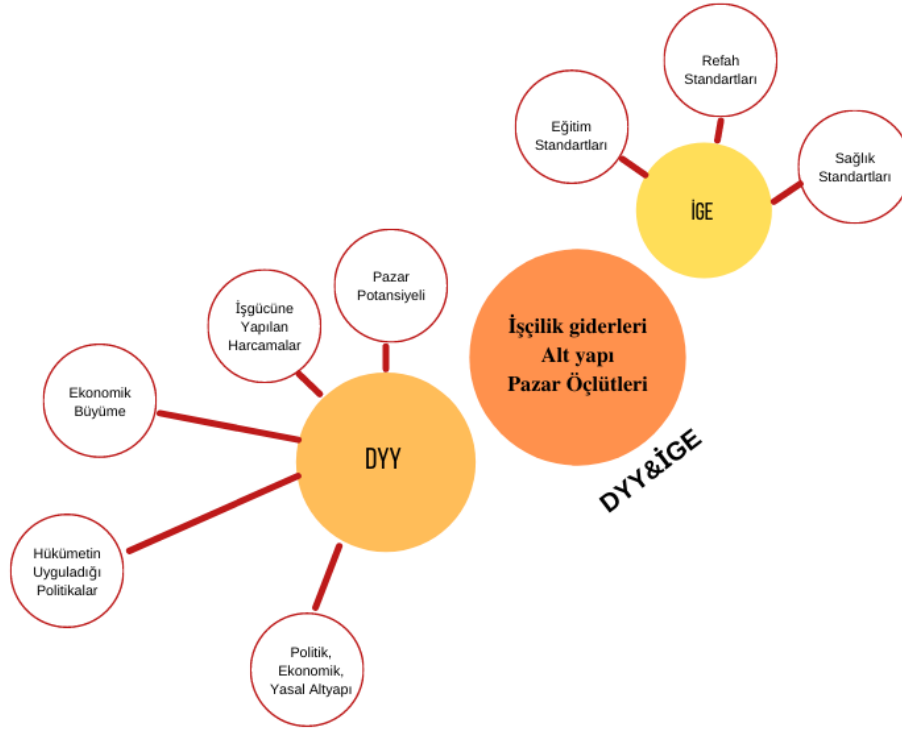 Refah
Standartları
Eğitim
Standartları
Sağlık
Standartları
İGE
Pazar
Potansiyeli
İşgücüne
Yapılan
Harcamalar
İşçilik giderleri
Alt yapı
Pazar Öçlütleri
Ekonomik
Büyüme
DYY
DYY&İGE
Hükümetin
Uyguladığı
Politikalar
Politik,
Ekonomik,
Yasal Altyapı